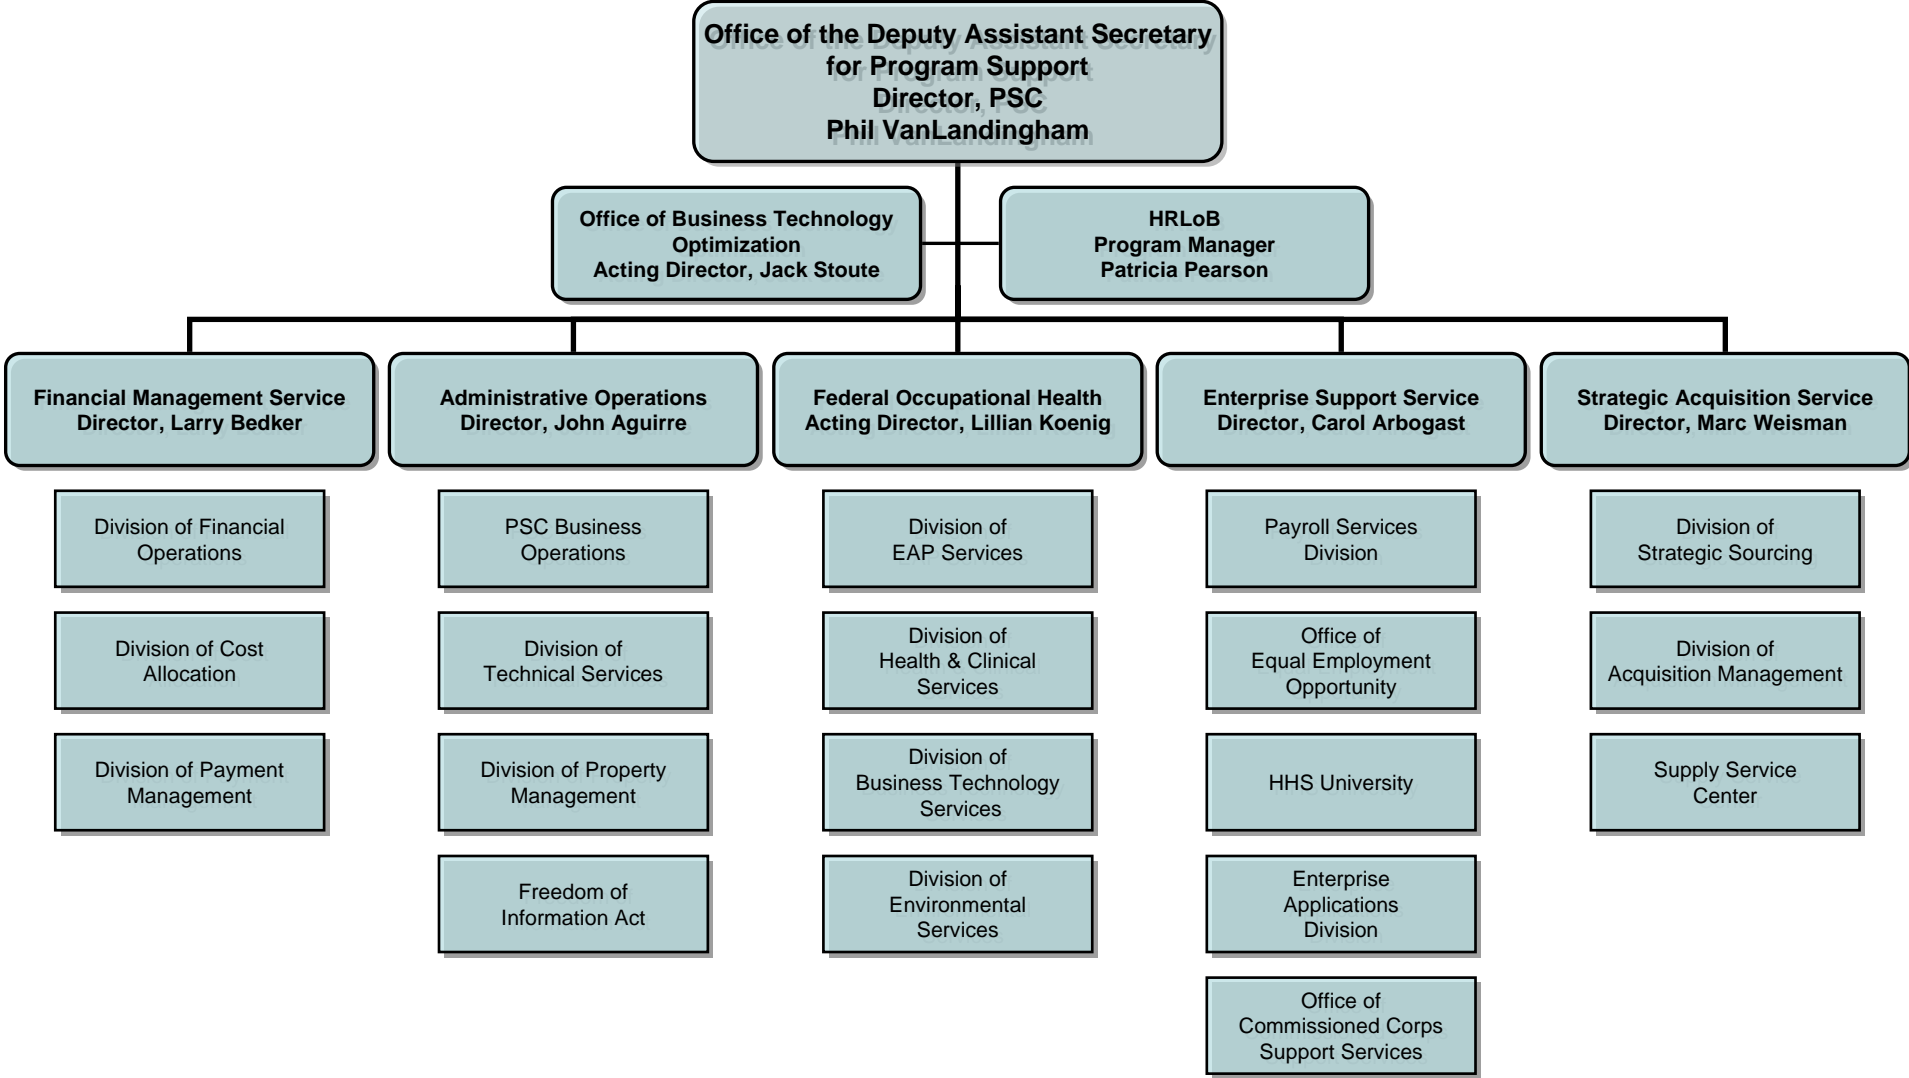 Office of the Deputy Assistant Secretary
for Program Support
Director, PSC
Phil VanLandingham
Office of Business Technology
Optimization
Acting Director, Jack Stoute
HRLoB
Program Manager
Patricia Pearson
Financial Management Service
Director, Larry Bedker
Administrative Operations
Director, John Aguirre
Federal Occupational Health
Acting Director, Lillian Koenig
Enterprise Support Service
Director, Carol Arbogast
Strategic Acquisition Service
Director, Marc Weisman
Division of Financial
Operations
Division of Cost
Allocation
Division of Payment
Management
PSC Business
Operations
Division of
Technical Services
Division of Property
Management
Freedom of
Information Act
Division of
EAP Services
Division of
Health & Clinical
Services
Division of
Business Technology
Services
Division of
Environmental
Services
Payroll Services
Division
Office of
Equal Employment
Opportunity
HHS University
Enterprise
Applications
Division
Office of
Commissioned Corps
Support Services
Division of
Strategic Sourcing
Division of
Acquisition Management
Supply Service
Center